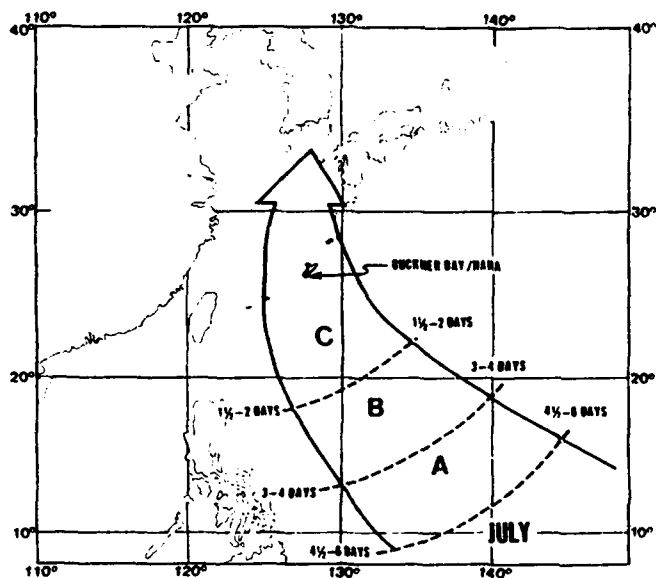 110° 120° 130° 140°
40° 40°
30° 30°
BUCKNER BAY/NAHA
C
1½-2 DAYS
3-4 DAYS
20° 20°
4½-6 DAYS
B
1½-2 DAYS
A
3-4 DAYS
10° JULY 10°
4½-6 DAYS
110° 120° 130° 140°